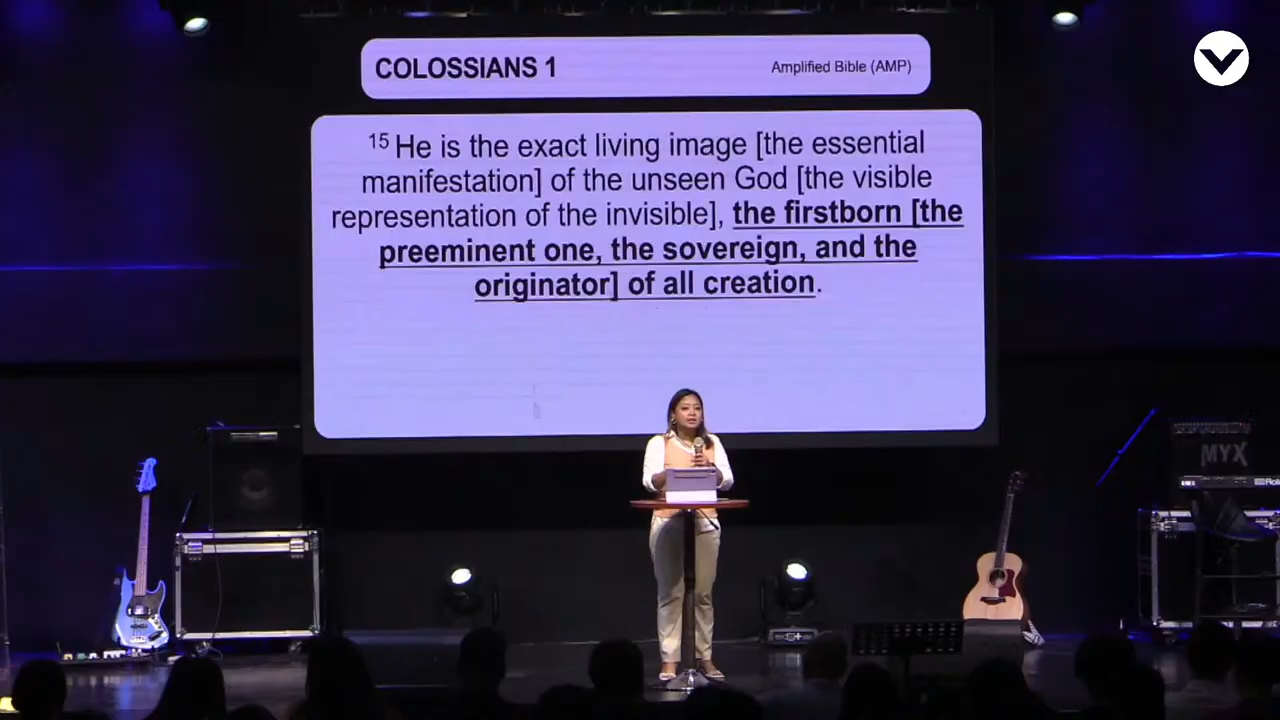 COLOSSIANS 1
Amplified Bible (AMP)
15 He is the exact living image [the essential
manifestation] of the unseen God [the visible
representation of the invisible], the firstborn [the
preeminent one, the sovereign, and the
originator] of all creation.
MYX